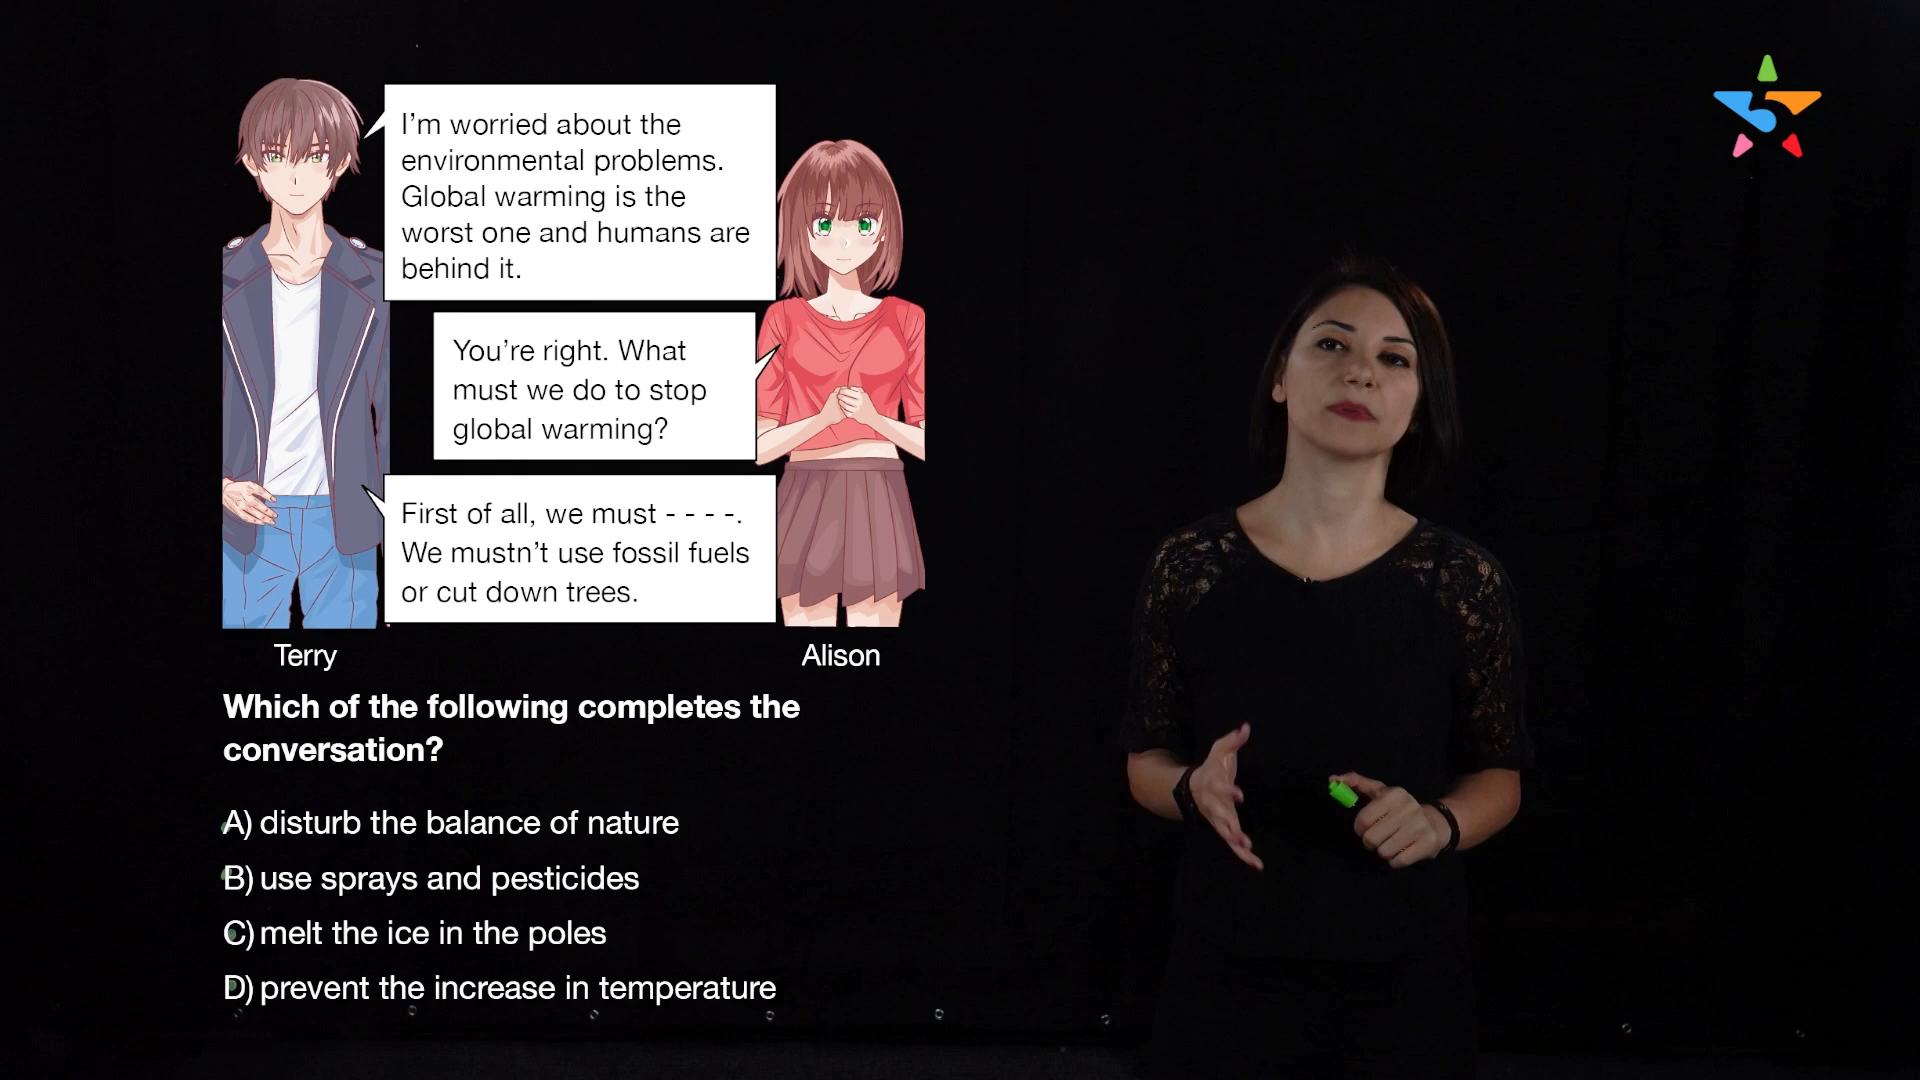 I'm worried about the
environmental problems.
Global warming is the
worst one and humans are
behind it.
You're right. What
must we do to stop
global warming?
First of all, we must - - - -.
We mustn't use fossil fuels
or cut down trees.
Terry
Alison
Which of the following completes the
conversation?
A) disturb the balance of nature
B) use sprays and pesticides
C) melt the ice in the poles
D) prevent the increase in temperature
5